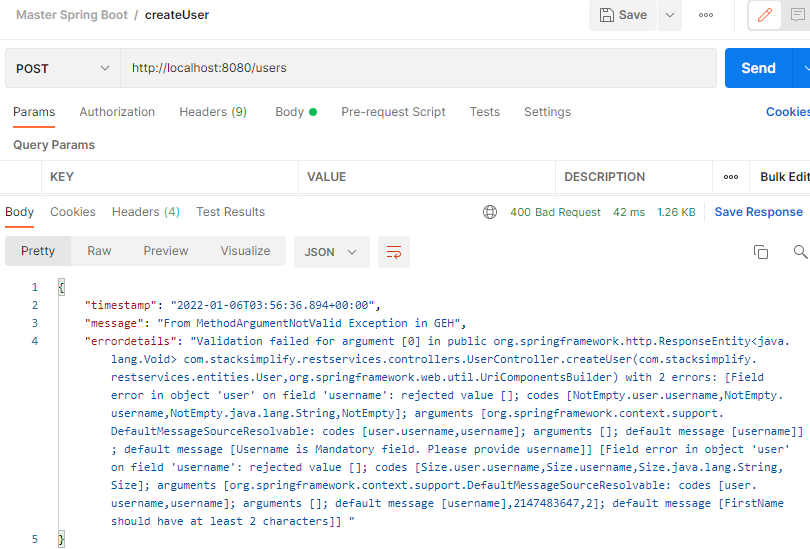 Master Spring Boot / createUser
Save
POST
http://localhost:8080/users
Send
Params Authorization Headers (9) Body Pre-request Script Tests Settings Cookies
Query Params
KEY VALUE DESCRIPTION Bulk Edit
Body Cookies Headers (4) Test Results 400 Bad Request 42 ms 1.26 KB Save Response
Pretty Raw Preview Visualize JSON
1 {
2 "timestamp": "2022-01-06T03:56:36.894+00:00",
3 "message": "From MethodArgumentNotValid Exception in GEH",
4 "errordetails": "Validation failed for argument [0] in public org.springframework.http.ResponseEntity<java.
lang.Void> com.stacksimplify.restservices.controllers.UserController.createUser(com.stacksimplify.
restservices.entities.User,org.springframework.web.util.UriComponentsBuilder) with 2 errors: [Field
error in object 'user' on field 'username': rejected value []; codes [NotEmpty.user.username,NotEmpty.
username,NotEmpty.java.lang.String,NotEmpty]; arguments [org.springframework.context.support.
DefaultMessageSourceResolvable: codes [user.username,username]; arguments []; default message [username]]
; default message [Username is Mandatory field. Please provide username]] [Field error in object 'user'
on field 'username': rejected value []; codes [Size.user.username,Size.username,Size.java.lang.String,
Size]; arguments [org.springframework.context.support.DefaultMessageSourceResolvable: codes [user.
username,username]; arguments []; default message [username],2147483647,2]; default message [FirstName
should have at least 2 characters]] "
5 }